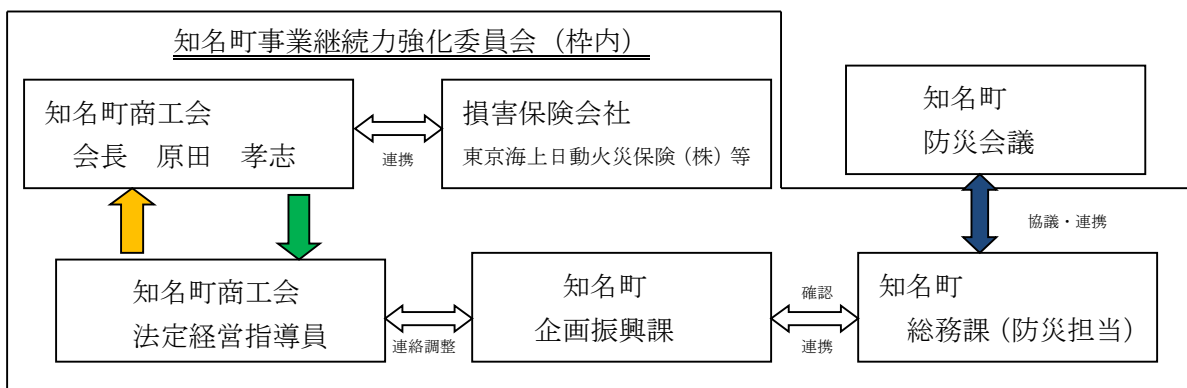 知名町事業継続力強化委員会（枠内）
知名町商工会
会長　原田　孝志
連携
損害保険会社
東京海上日動火災保険（株）等
知名町
防災会議
協議・連携
知名町商工会
法定経営指導員
連絡調整
知名町
企画振興課
確認
連携
知名町
総務課（防災担当）